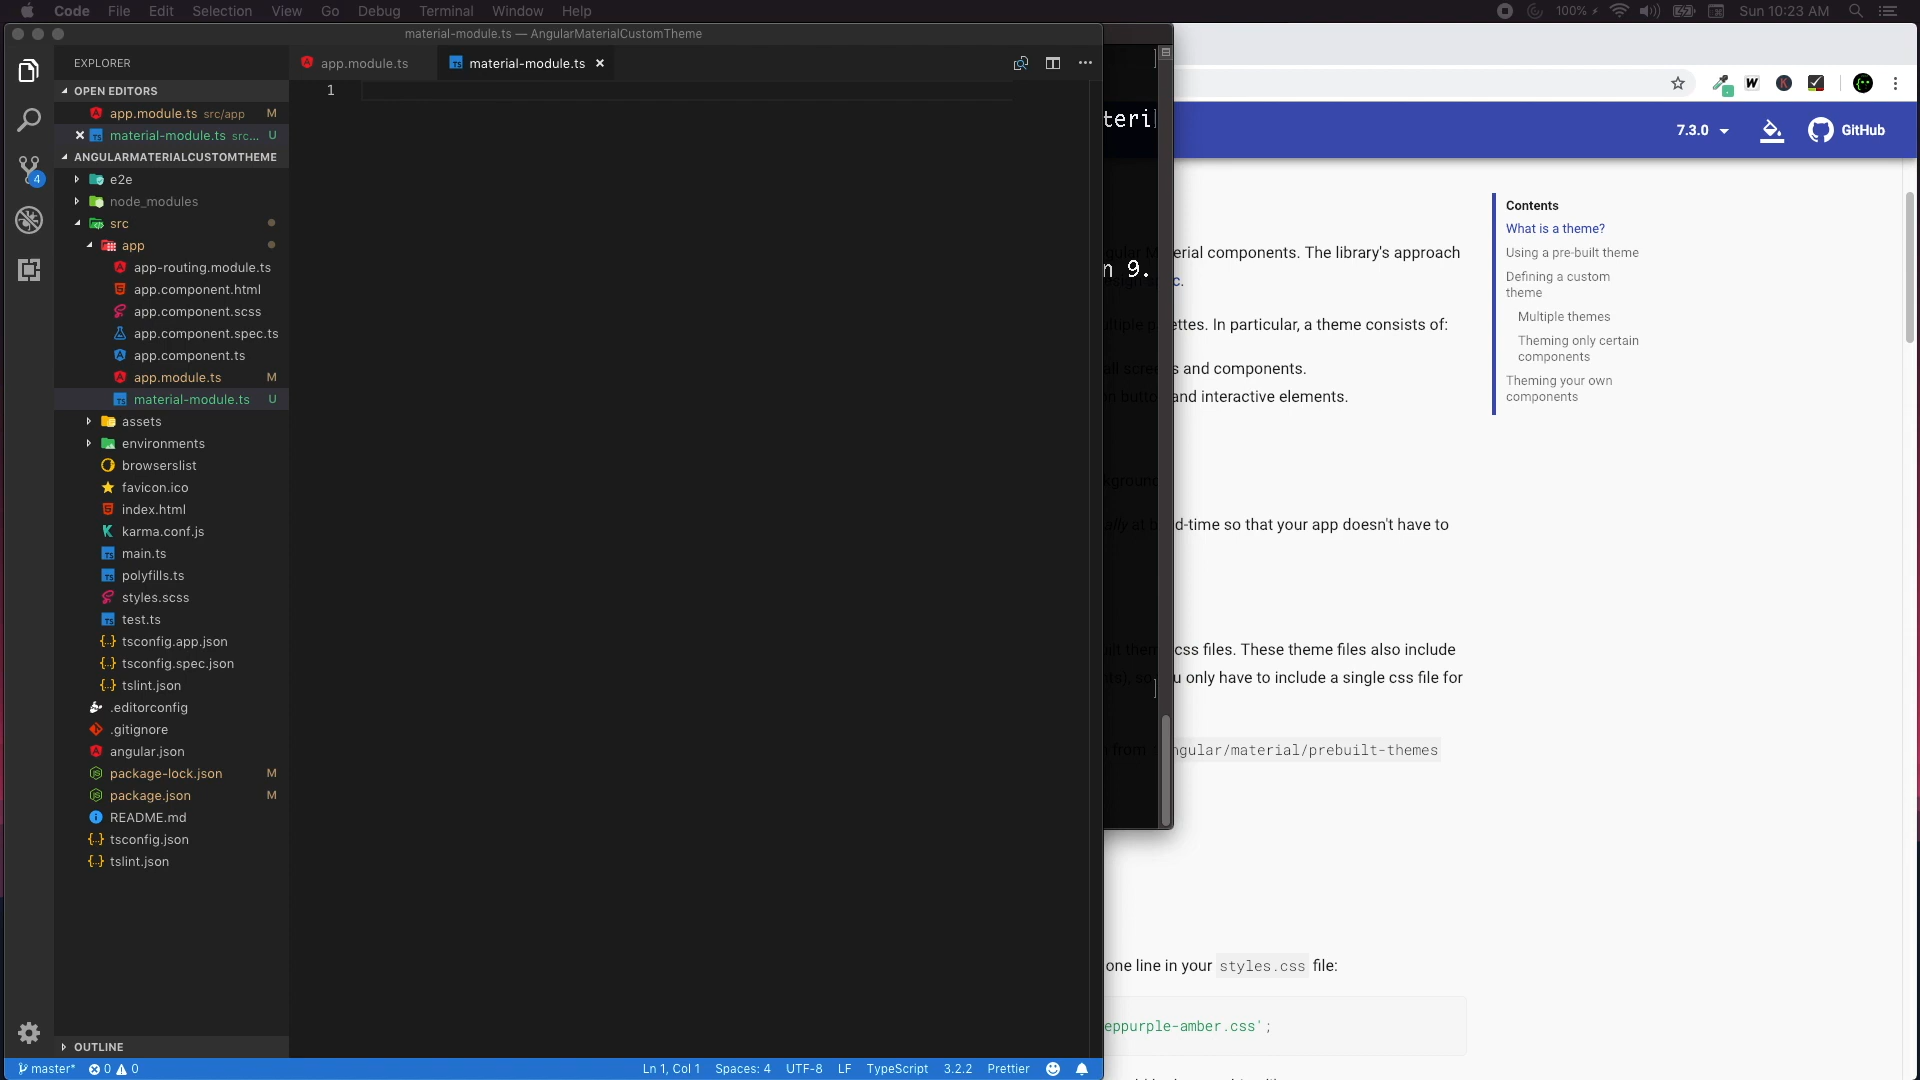 Code File Edit Selection View Go Debug Terminal Window Help
100% Sun 10:23 AM
material-module.ts — AngularMaterialCustomTheme
EXPLORER
OPEN EDITORS
app.module.ts src/app M
material-module.ts src... U
ANGULARMATERIALCUSTOMTHEME
e2e
node_modules
src
app
app-routing.module.ts
app.component.html
app.component.scss
app.component.spec.ts
app.component.ts
app.module.ts M
material-module.ts U
assets
environments
browserslist
favicon.ico
index.html
karma.conf.js
main.ts
polyfills.ts
styles.scss
test.ts
tsconfig.app.json
tsconfig.spec.json
tslint.json
.editorconfig
.gitignore
angular.json
package-lock.json M
package.json M
README.md
tsconfig.json
tslint.json
OUTLINE
4
app.module.ts
material-module.ts
1
master* 0 0
Ln 1, Col 1 Spaces: 4 UTF-8 LF TypeScript 3.2.2 Prettier
teri
n 9.
7.3.0 GitHub
Contents
What is a theme?
Using a pre-built theme
Defining a custom
theme
Multiple themes
Theming only certain
components
Theming your own
components
erial components. The library's approach
c.
ettes. In particular, a theme consists of:
s and components.
and interactive elements.
kground
at b d-time so that your app doesn't have to
css files. These theme files also include
u only have to include a single css file for
from ngular/material/prebuilt-themes
one line in your styles.css file:
eppurple-amber.css';